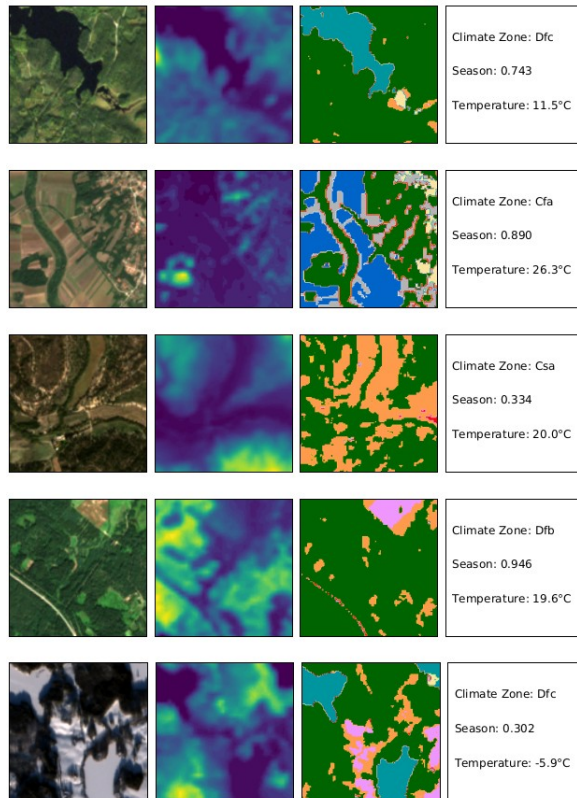 Climate Zone: Dfc
Season: 0.743
Temperature: 11.5°C
Climate Zone: Cfa
Season: 0.890
Temperature: 26.3°C
Climate Zone: Csa
Season: 0.334
Temperature: 20.0°C
Climate Zone: Dfb
Season: 0.946
Temperature: 19.6°C
Climate Zone: Dfc
Season: 0.302
Temperature: -5.9°C